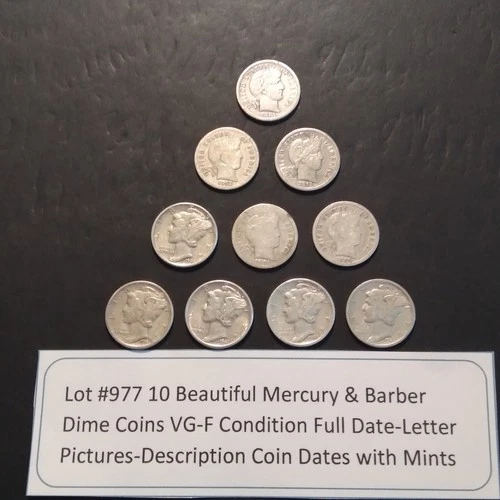 Lot #977 10 Beautiful Mercury & Barber
Dime Coins VG-F Condition Full Date-Letter
Pictures-Description Coin Dates with Mints